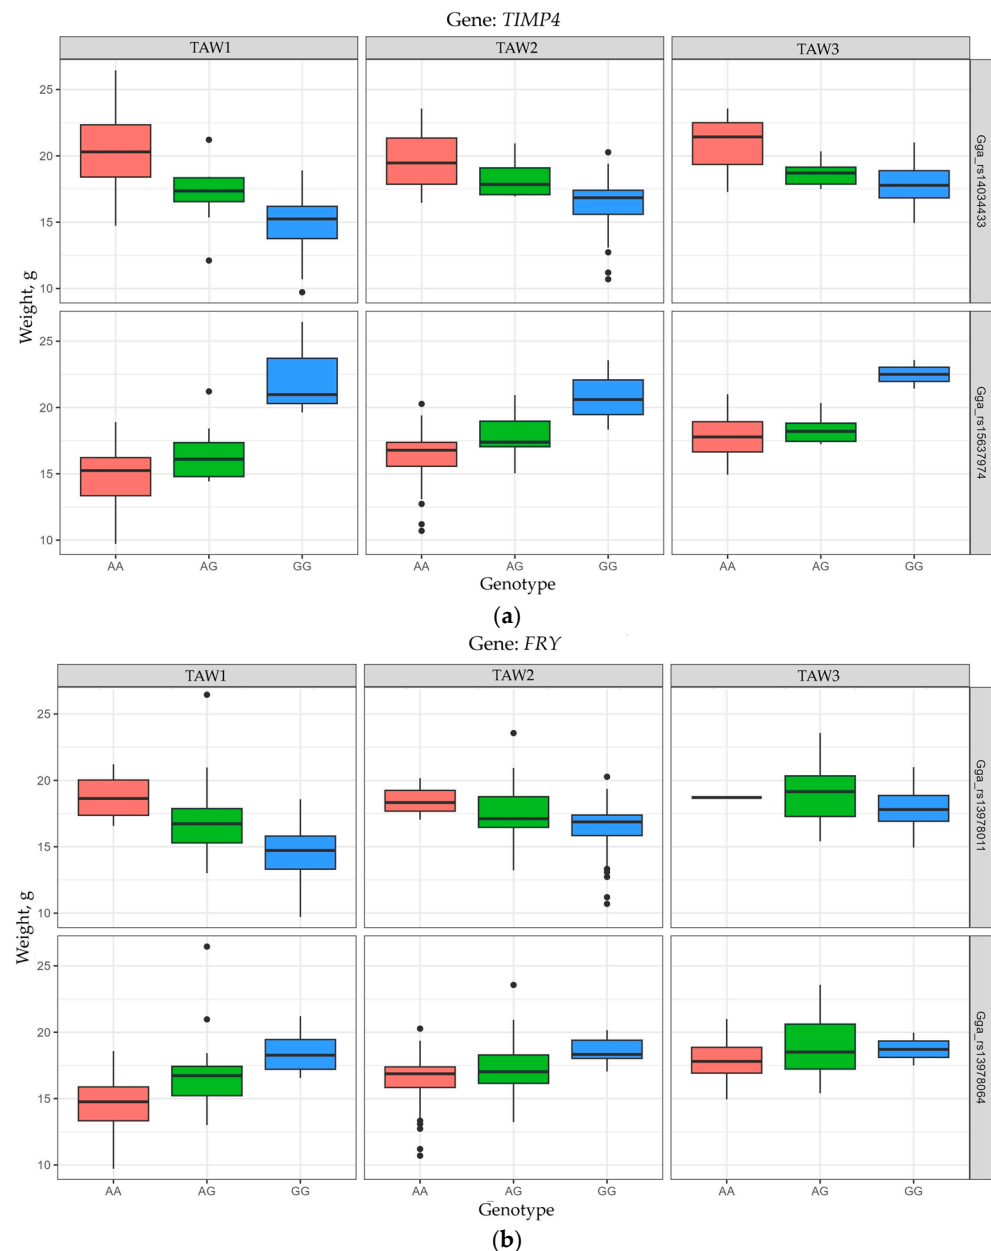 Gene: TIMP4
TAW1 TAW2 TAW3
25
20
15
10
Gga_rs14034433
Weight, g
25
20
15
10
Gga_rs15637974
AA AG GG AA AG GG AA AG GG
Genotype
(a)
Gene: FRY
TAW1 TAW2 TAW3
25
20
15
10
Gga_rs13978011
Weight, g
25
20
15
10
Gga_rs13978064
AA AG GG AA AG GG AA AG GG
Genotype
(b)